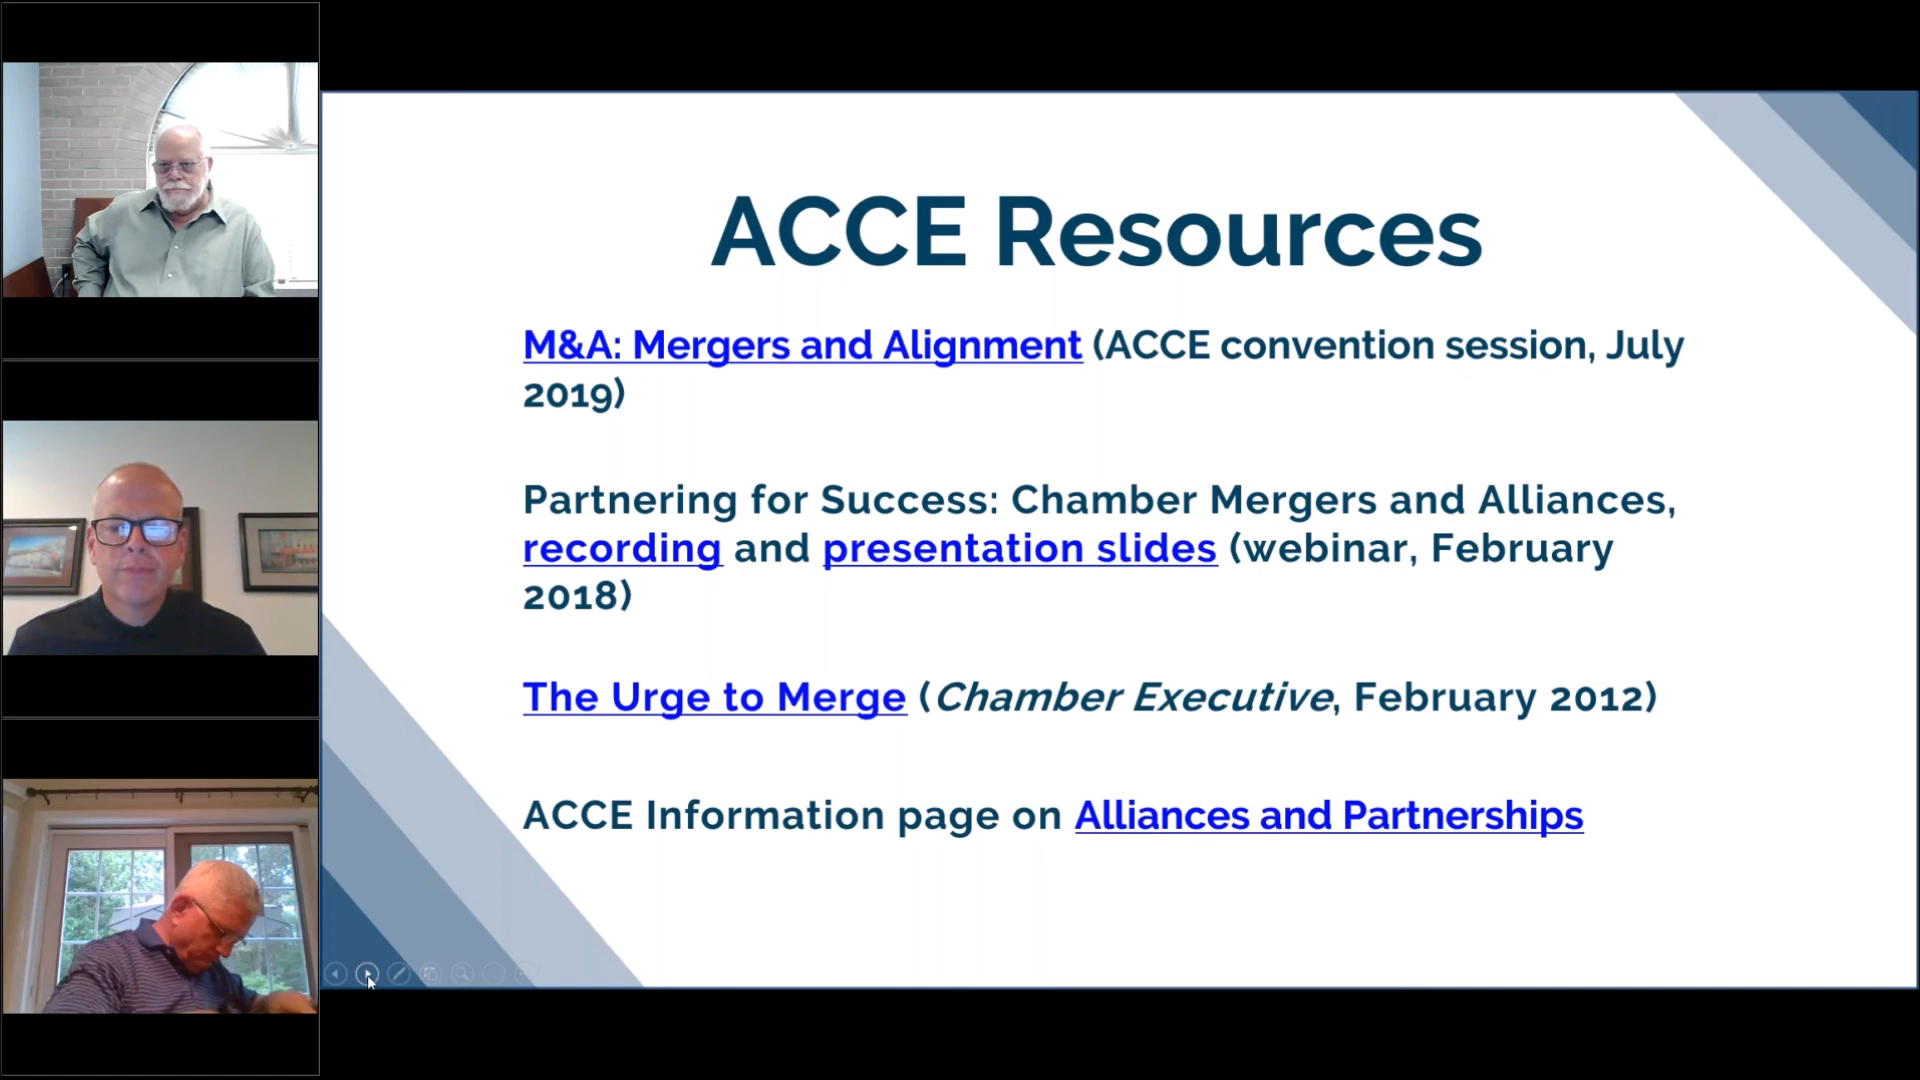 ACCE Resources
M&A: Mergers and Alignment (ACCE convention session, July
2019)
Partnering for Success: Chamber Mergers and Alliances,
recording and presentation slides (webinar, February
2018)
The Urge to Merge (Chamber Executive, February 2012)
ACCE Information page on Alliances and Partnerships